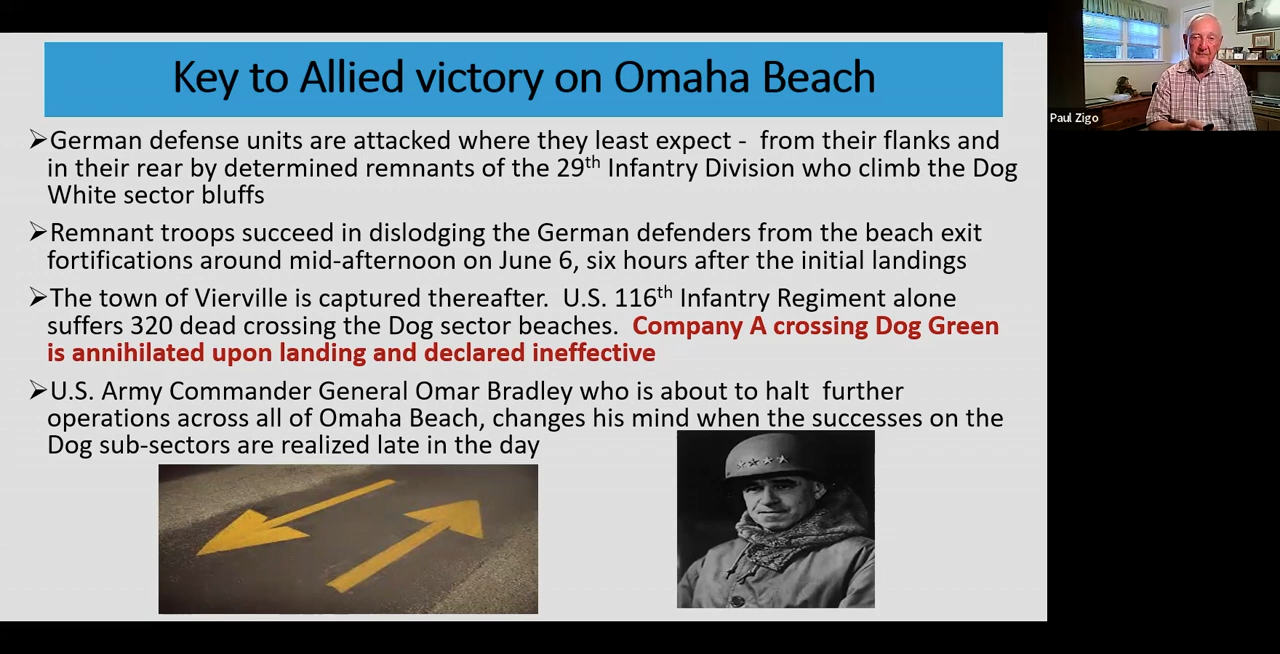 Key to Allied victory on Omaha Beach
➢German defense units are attacked where they least expect - from their flanks and
in their rear by determined remnants of the 29th Infantry Division who climb the Dog
White sector bluffs
➢Remnant troops succeed in dislodging the German defenders from the beach exit
fortifications around mid-afternoon on June 6, six hours after the initial landings
➢The town of Vierville is captured thereafter. U.S. 116th Infantry Regiment alone
suffers 320 dead crossing the Dog sector beaches. Company A crossing Dog Green
is annihilated upon landing and declared ineffective
➢U.S. Army Commander General Omar Bradley who is about to halt further
operations across all of Omaha Beach, changes his mind when the successes on the
Dog sub-sectors are realized late in the day
Paul Zigo